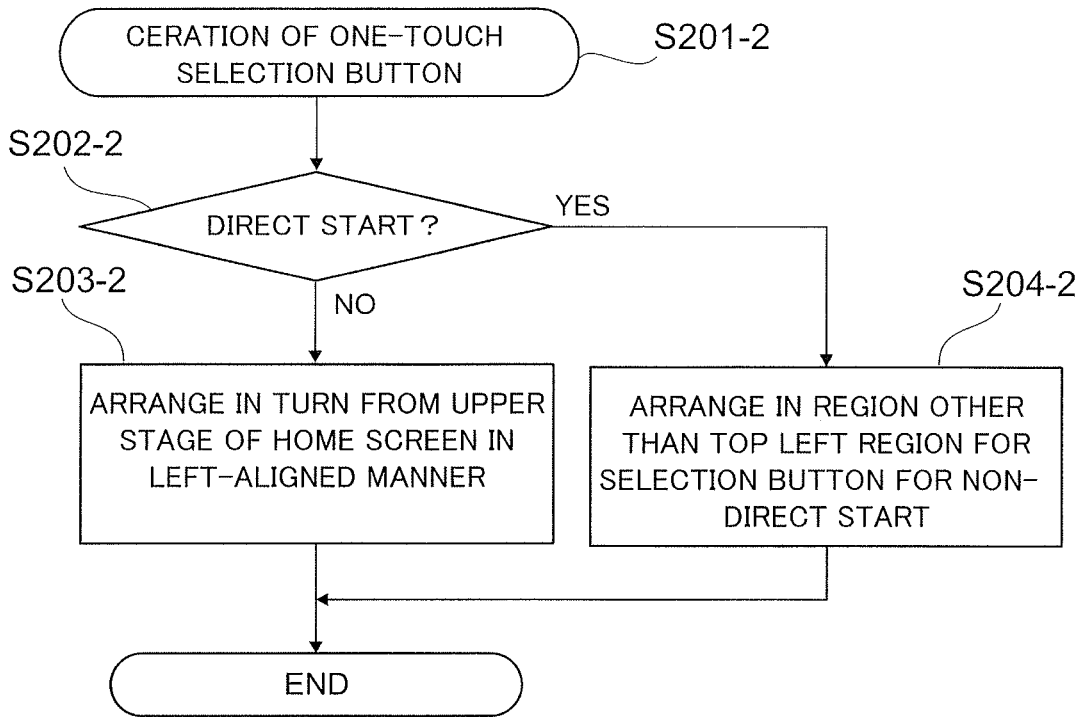 CERATION OF ONE-TOUCH
SELECTION BUTTON
S201-2
S202-2
DIRECT START?
YES
S203-2
NO
S204-2
ARRANGE IN TURN FROM UPPER
STAGE OF HOME SCREEN IN
LEFT-ALIGNED MANNER
ARRANGE IN REGION OTHER
THAN TOP LEFT REGION FOR
SELECTION BUTTON FOR NON-
DIRECT START
END